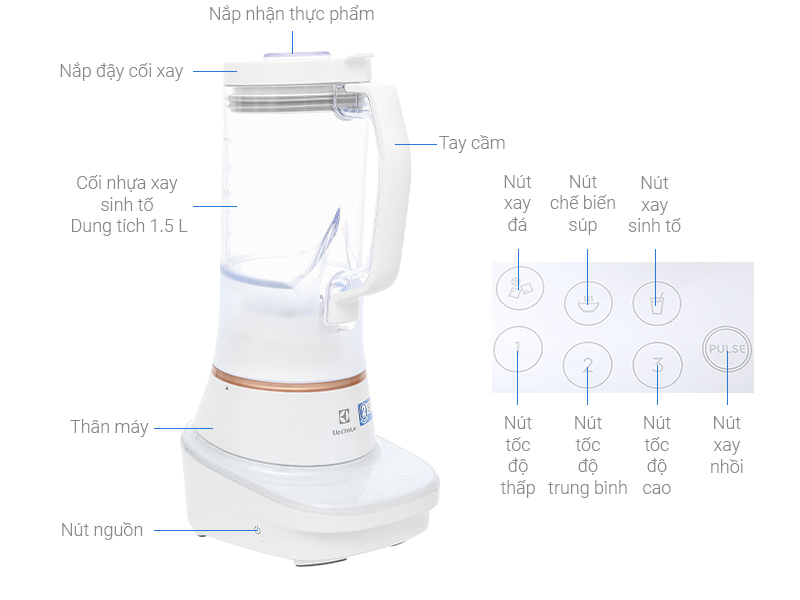 Nắp nhận thực phẩm
Nắp đậy cối xay
Tay cầm
Cối nhựa xay
sinh tố
Dung tích 1.5 L
Thân máy
Nút nguồn
Electrolux
Nút
xay
đá
Nút
chế biến
súp
Nút
xay
sinh tố
1
2
3
PULSE
Nút
tốc
độ
thấp
Nút
tốc
độ
trung bình
Nút
tốc
độ
cao
Nút
xay
nhồi